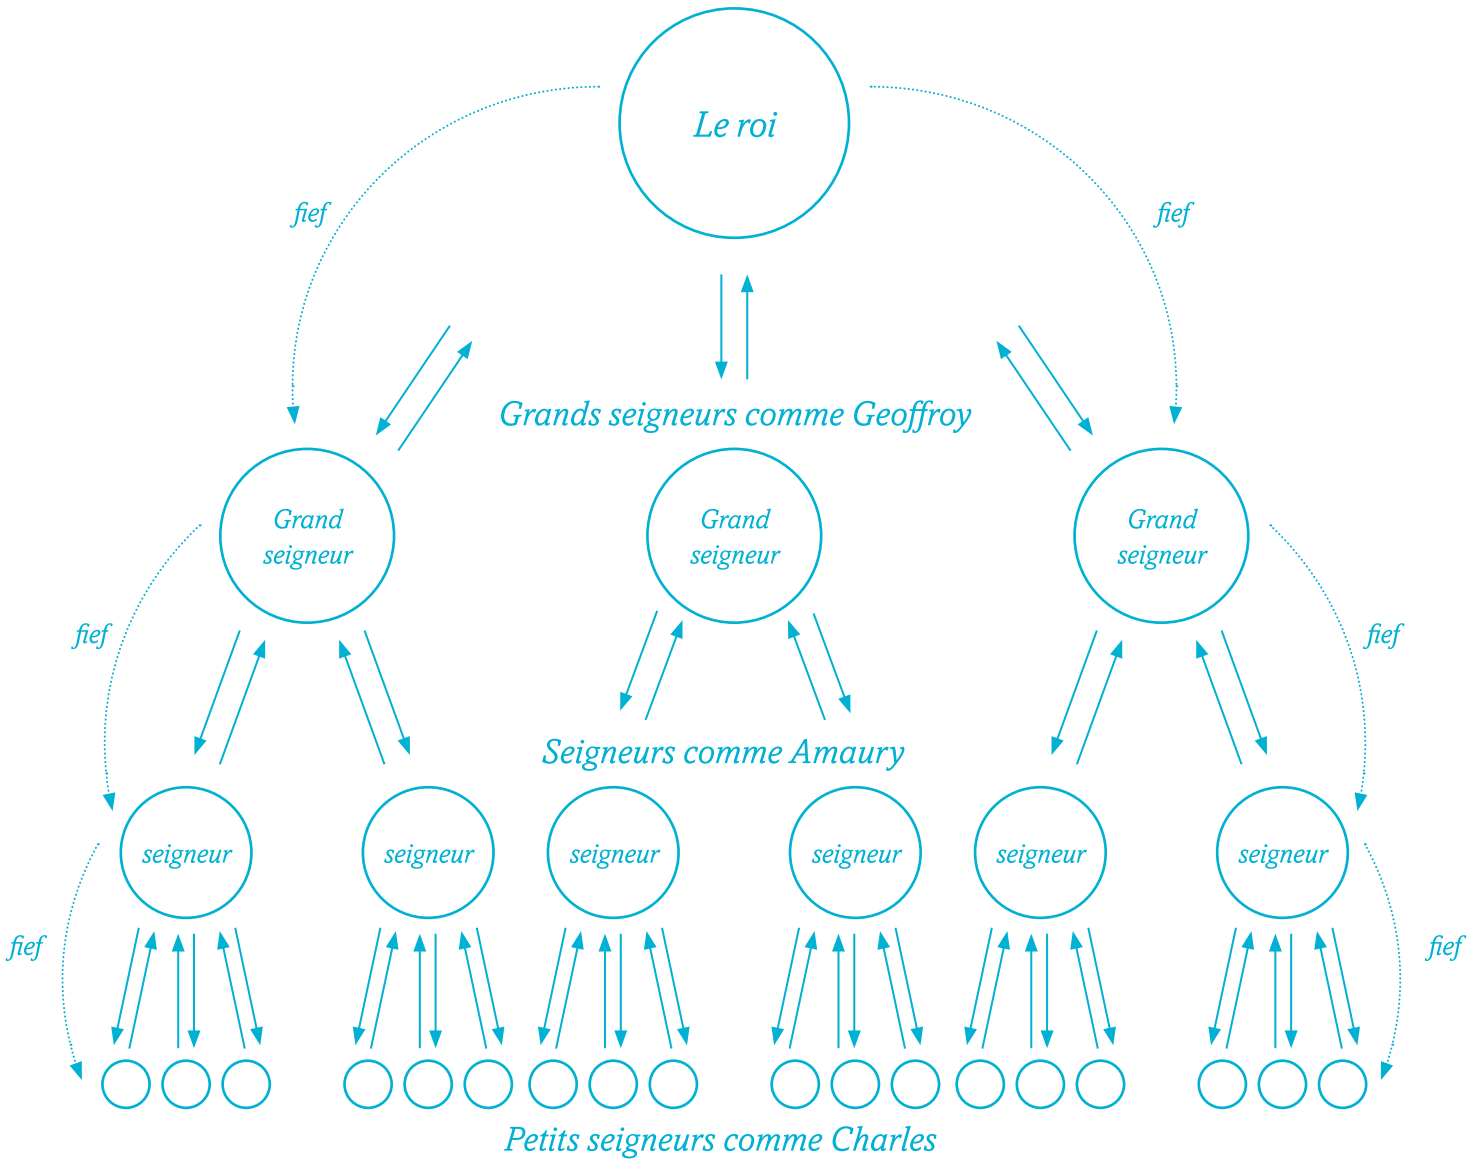 Le roi
fief
fief
Grands seigneurs comme Geoffroy
Grand
seigneur
Grand
seigneur
Grand
seigneur
fief
fief
Seigneurs comme Amaury
seigneur
seigneur
seigneur
seigneur
seigneur
seigneur
fief
fief
Petits seigneurs comme Charles